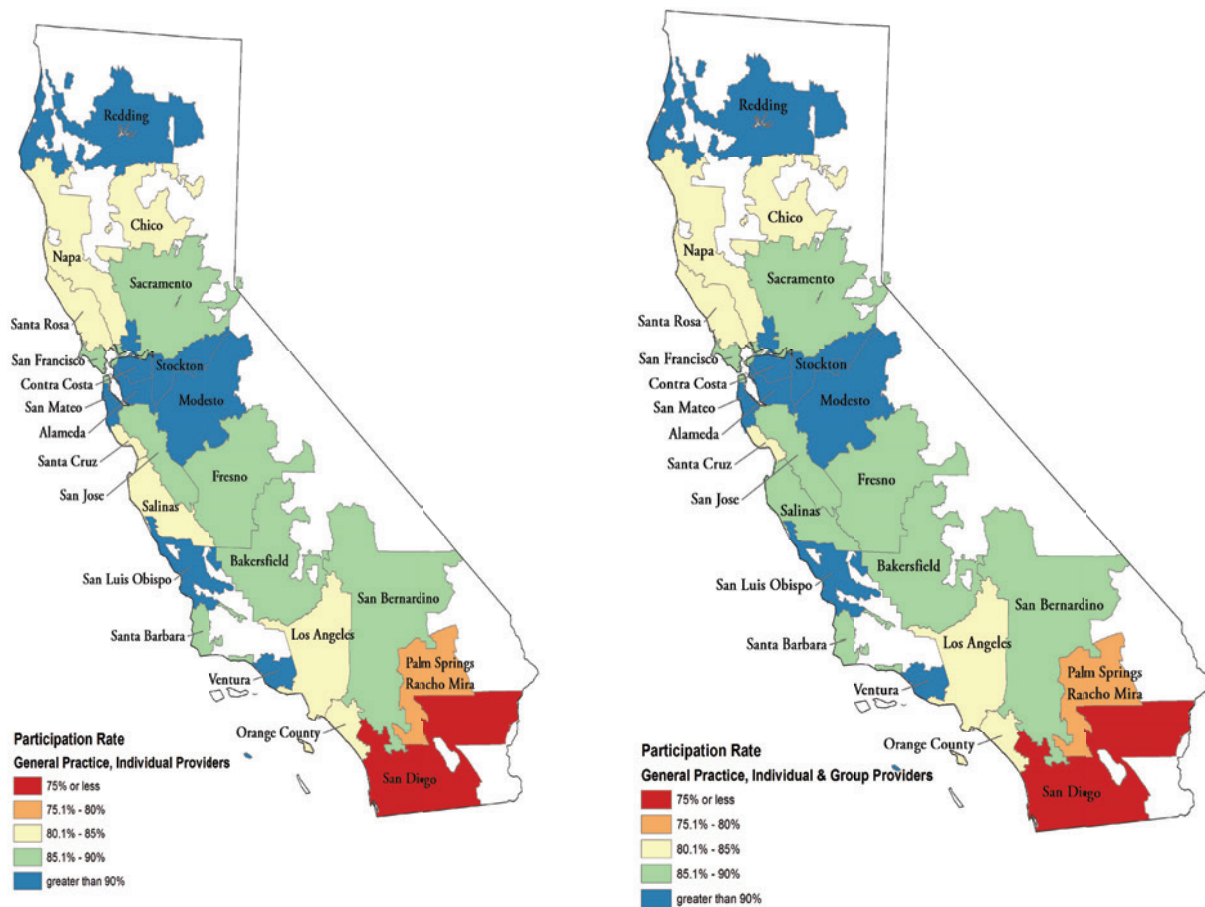 Redding
Chico
Napa
Sacramento
Santa Rosa
San Francisco
Stockton
Contra Costa
San Mateo
Modesto
Alameda
Santa Cruz
Fresno
San Jose
Salinas
Bakersfield
San Luis Obispo
San Bernardino
Santa Barbara
Los Angeles
Palm Springs
Ventura
Rancho Mira
Orange County
San Diego
Participation Rate
General Practice, Individual Providers
75% or less
75.1% - 80%
80.1% - 85%
85.1% - 90%
greater than 90%
Redding
Chico
Napa
Sacramento
Santa Rosa
San Francisco
Stockton
Contra Costa
San Mateo
Modesto
Alameda
Santa Cruz
Fresno
San Jose
Salinas
Bakersfield
San Luis Obispo
San Bernardino
Santa Barbara
Los Angeles
Palm Springs
Ventura
Rancho Mira
Orange County
San Diego
Participation Rate
General Practice, Individual & Group Providers
75% or less
75.1% - 80%
80.1% - 85%
85.1% - 90%
greater than 90%